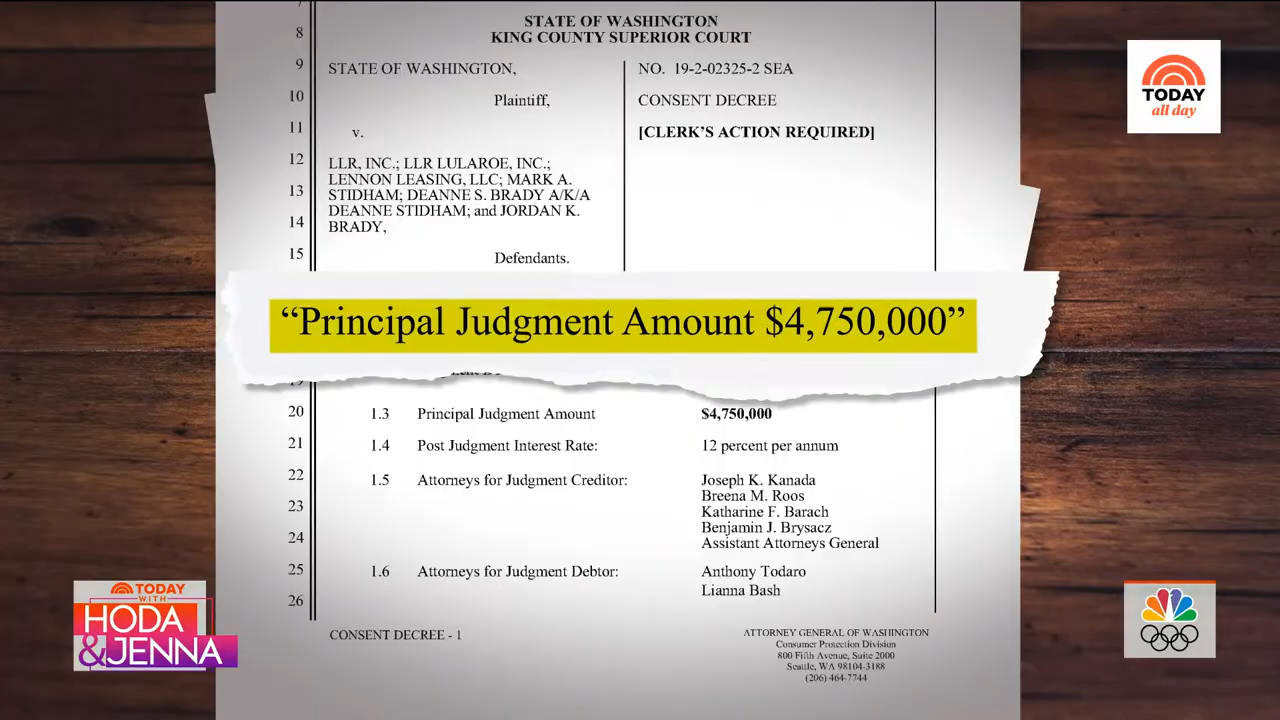 STATE OF WASHINGTON
8
KING COUNTY SUPERIOR COURT
9
STATE OF WASHINGTON,
NO. 19-2-02325-2 SEA
10
Plaintiff,
CONSENT DECREE
11
v.
[CLERK'S ACTION REQUIRED]
12
LLR, INC.; LLR LULAROE, INC.;
LENNON LEASING, LLC; MARK A.
13
STIDHAM; DEANNE S. BRADY A/K/A
DEANNE STIDHAM; and JORDAN K.
14
BRADY,
15
Defendants.
“Principal Judgment Amount $4,750,000”
20
1.3 Principal Judgment Amount $4,750,000
21
1.4 Post Judgment Interest Rate: 12 percent per annum
22
1.5 Attorneys for Judgment Creditor: Joseph K. Kanada
Breena M. Roos
23
Katharine F. Barach
Benjamin J. Brysacz
24
Assistant Attorneys General
25
1.6 Attorneys for Judgment Debtor: Anthony Todaro
26
Lianna Bash
CONSENT DECREE - 1
ATTORNEY GENERAL OF WASHINGTON
Consumer Protection Division
800 Fifth Avenue, Suite 2000
Seattle, WA 98104-3188
(206) 464-7744
TODAY
all day
TODAY
WITH
HODA
&JENNA